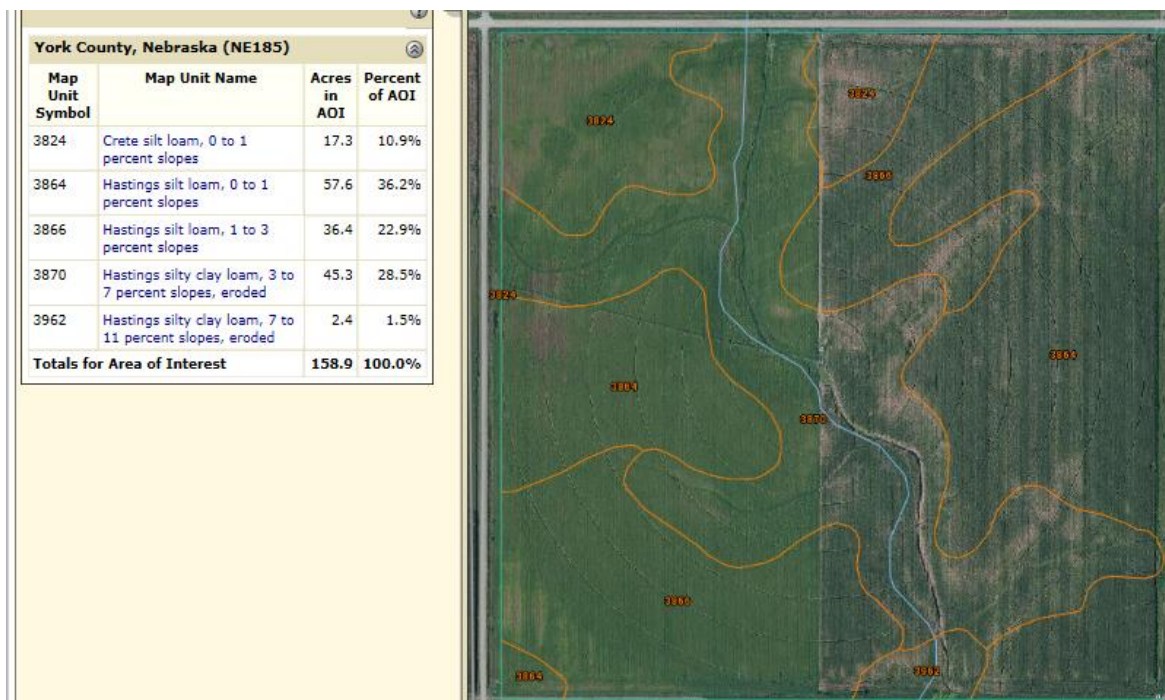 York County, Nebraska (NE185)
Map Unit Symbol Map Unit Name Acres in AOI Percent of AOI
3824 Crete silt loam, 0 to 1 percent slopes 17.3 10.9%
3864 Hastings silt loam, 0 to 1 percent slopes 57.6 36.2%
3866 Hastings silt loam, 1 to 3 percent slopes 36.4 22.9%
3870 Hastings silty clay loam, 3 to 7 percent slopes, eroded 45.3 28.5%
3962 Hastings silty clay loam, 7 to 11 percent slopes, eroded 2.4 1.5%
Totals for Area of Interest 158.9 100.0%
3824
3824
3866
3824
3864
3864
3870
3866
3864
3962